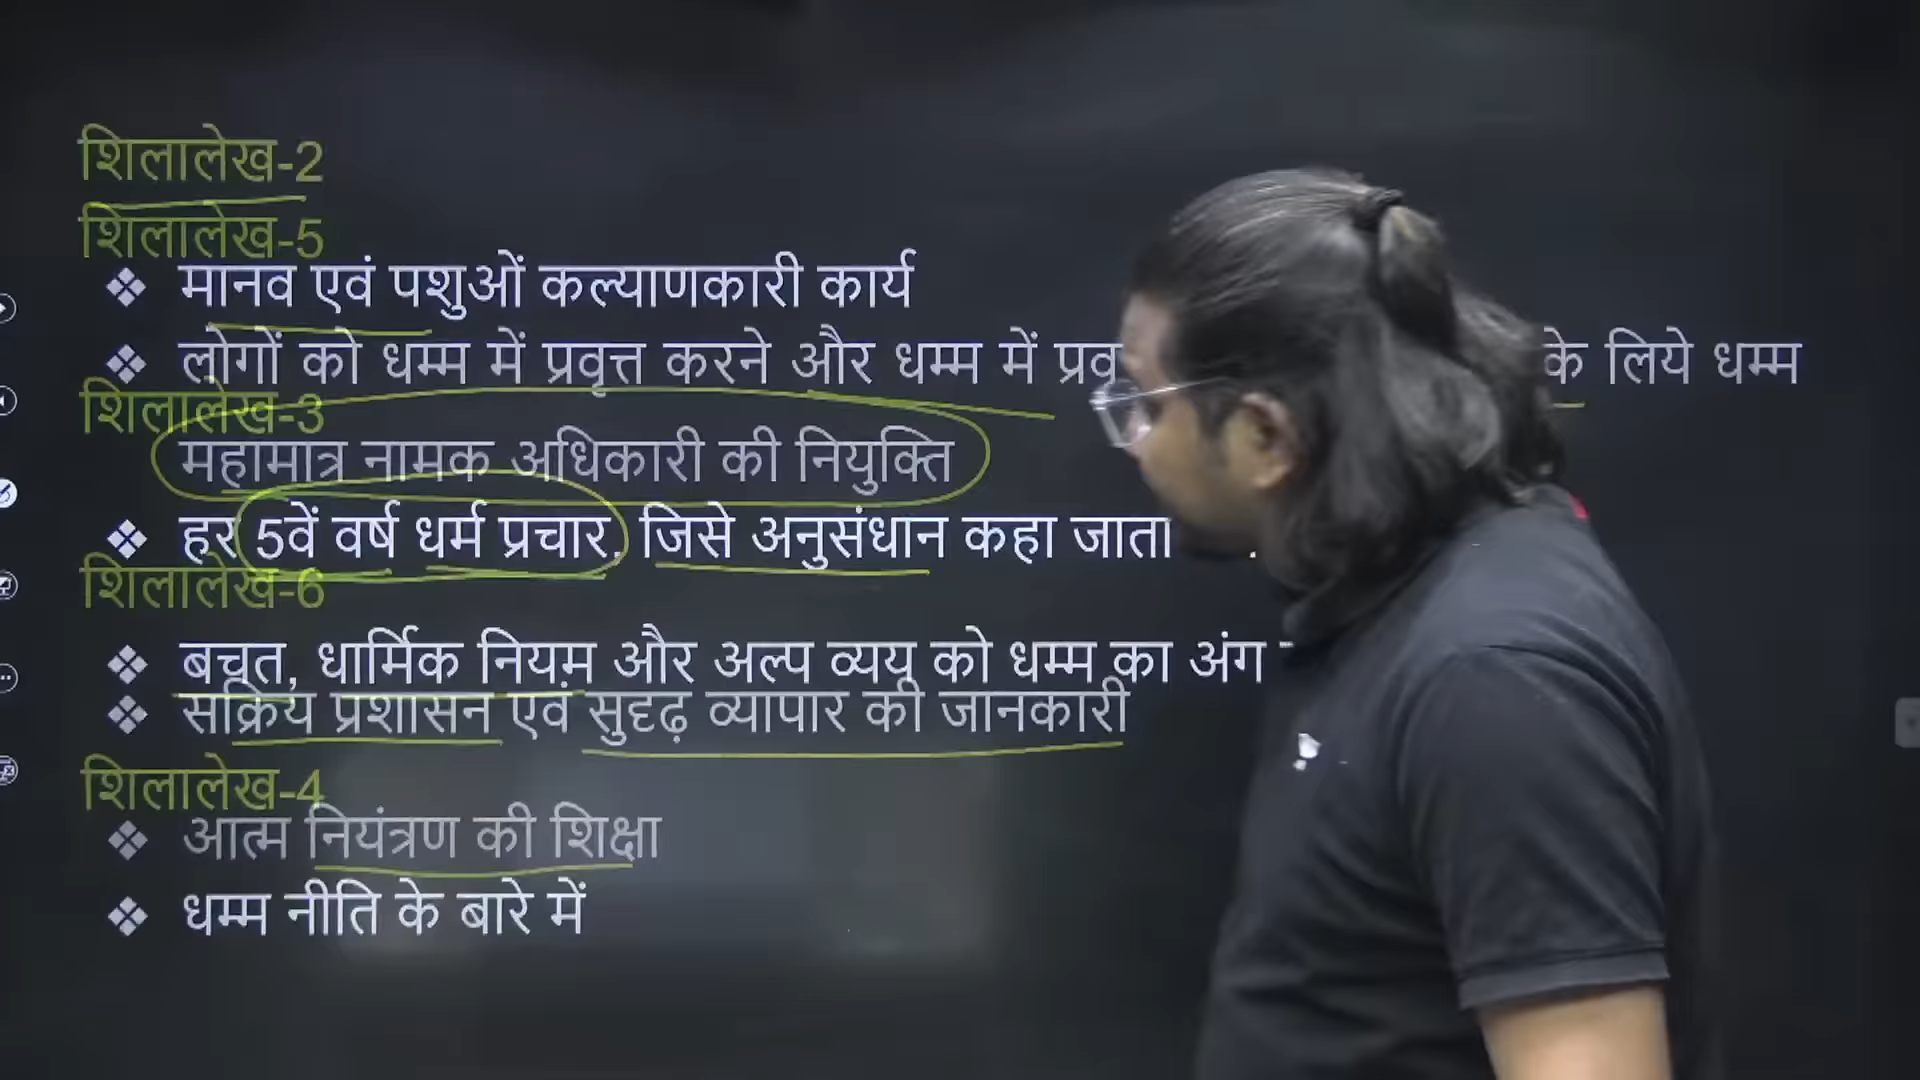 शिलालेख-2
शिलालेख-5
❖ मानव एवं पशुओं कल्याणकारी कार्य
❖ लोगों को धम्म में प्रवृत्त करने और धम्म में के लिये धम्म
शिलालेख-3
महामात्र नामक अधिकारी की नियुक्ति
❖ हर 5वें वर्ष धर्म प्रचार. जिसे अनुसंधान कहा जाता .
शिलालेख-6
❖ बचत, धार्मिक नियम और अल्प व्यय को धम्म का अंग
❖ सक्रिय प्रशासन एवं सुदृढ़ व्यापार की जानकारी
शिलालेख-4
❖ आत्म नियंत्रण की शिक्षा
❖ धम्म नीति के बारे में